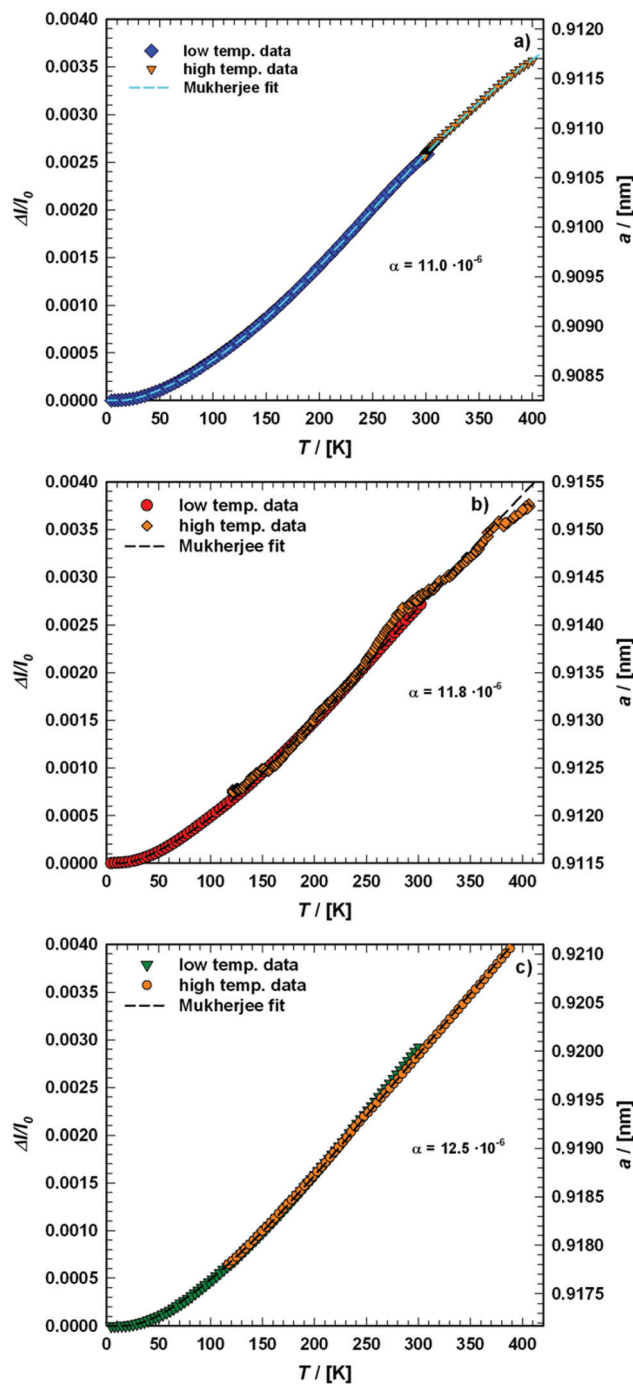 a)
low temp. data
high temp. data
Mukherjee fit
0.0040
0.0035
0.0030
0.0025
0.0020
0.0015
0.0010
0.0005
0.0000
Δl/l₀
0.9120
0.9115
0.9110
0.9105
0.9100
0.9095
0.9090
0.9085
a / [nm]
α = 11.0 ·10⁻⁶
0 50 100 150 200 250 300 350 400
T / [K]
b)
low temp. data
high temp. data
Mukherjee fit
0.0040
0.0035
0.0030
0.0025
0.0020
0.0015
0.0010
0.0005
0.0000
Δl/l₀
0.9155
0.9150
0.9145
0.9140
0.9135
0.9130
0.9125
0.9120
0.9115
a / [nm]
α = 11.8 ·10⁻⁶
0 50 100 150 200 250 300 350 400
T / [K]
c)
low temp. data
high temp. data
Mukherjee fit
0.0040
0.0035
0.0030
0.0025
0.0020
0.0015
0.0010
0.0005
0.0000
Δl/l₀
0.9210
0.9205
0.9200
0.9195
0.9190
0.9185
0.9180
0.9175
a / [nm]
α = 12.5 ·10⁻⁶
0 50 100 150 200 250 300 350 400
T / [K]